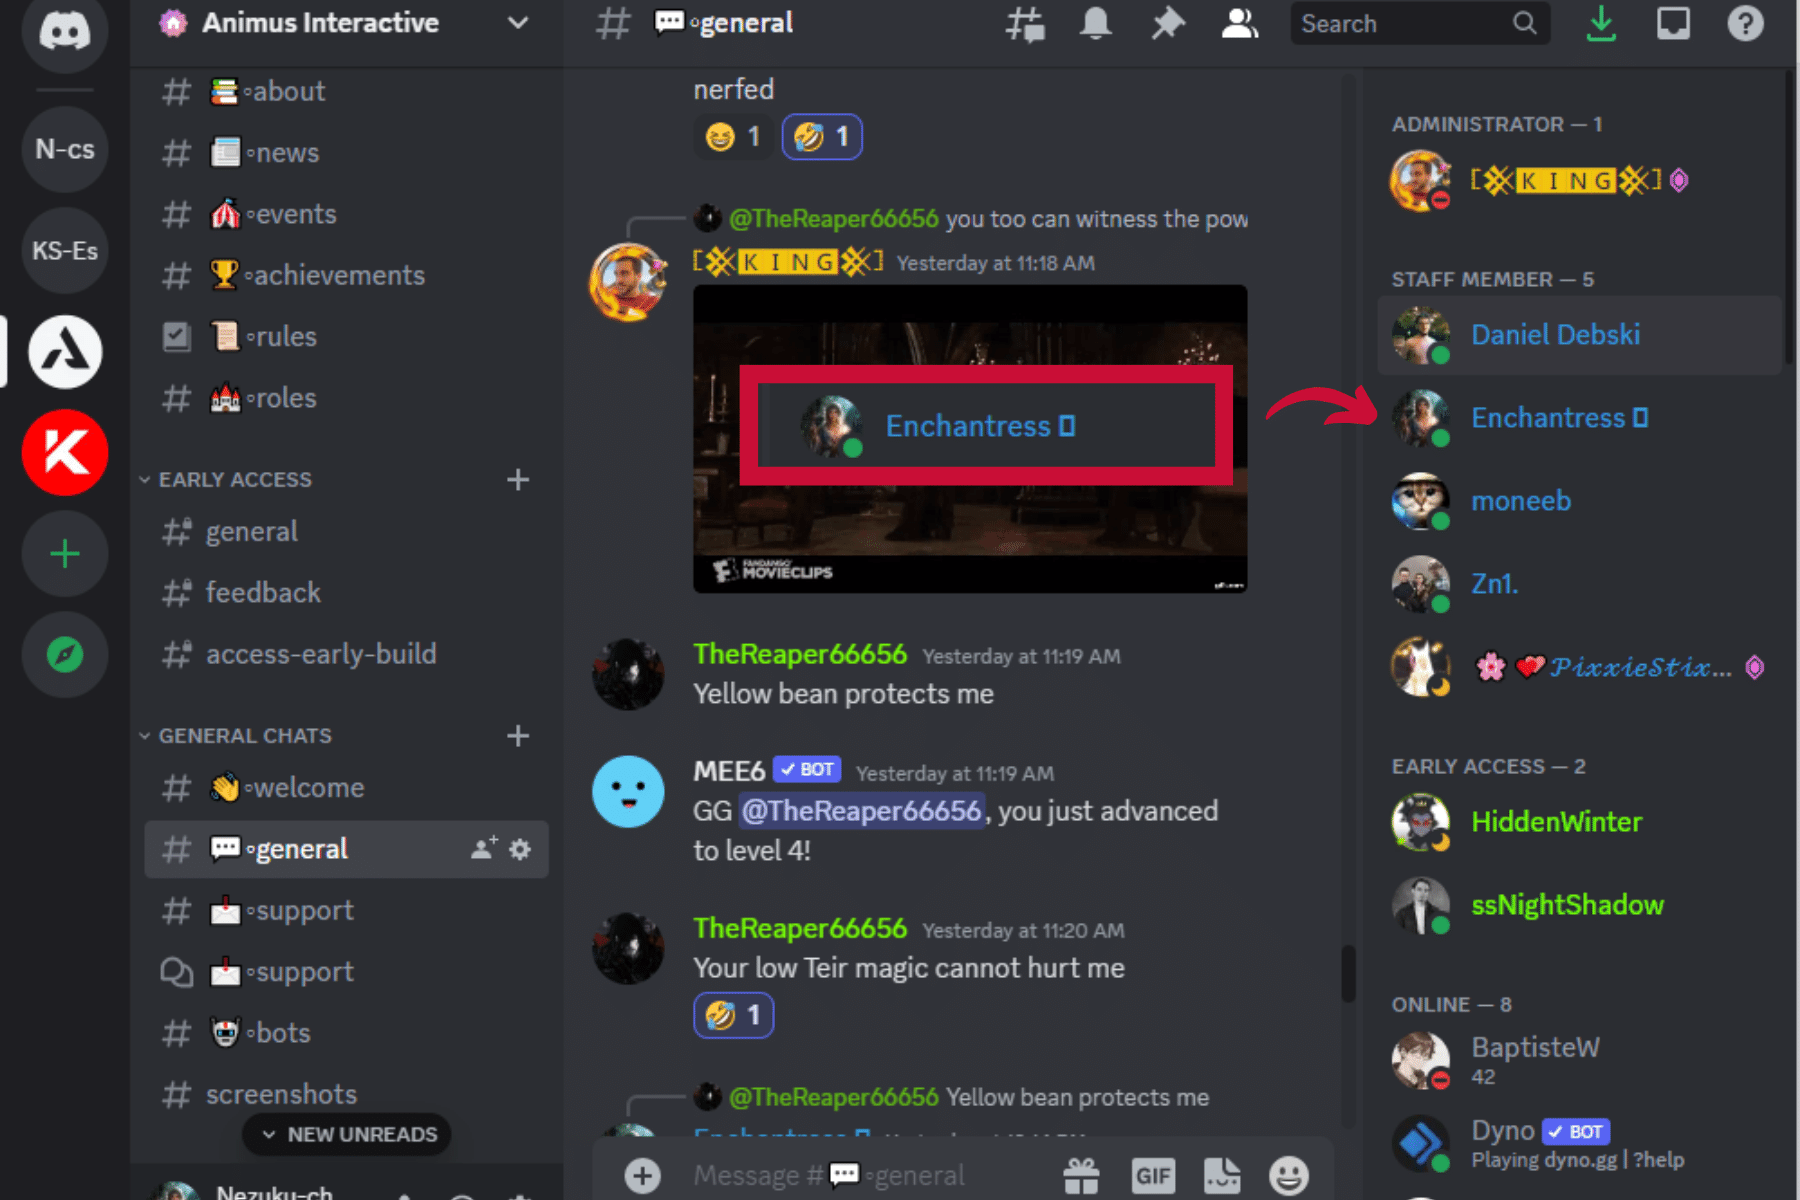 Animus Interactive
N-cs
KS-Es
◦about
◦news
◦events
◦achievements
◦rules
◦roles
EARLY ACCESS
general
feedback
access-early-build
GENERAL CHATS
◦welcome
◦general
◦support
◦support
◦bots
screenshots
NEW UNREADS
Nezuku-ch
◦general
Search
nerfed
😆 1 🤣 1
@TheReaper66656 you too can witness the pow
[KING] Yesterday at 11:18 AM
Enchantress
FANDANGO
MOVIECLIPS
TheReaper66656 Yesterday at 11:19 AM
Yellow bean protects me
MEE6 ✓ BOT Yesterday at 11:19 AM
GG @TheReaper66656, you just advanced
to level 4!
TheReaper66656 Yesterday at 11:20 AM
Your low Teir magic cannot hurt me
🤣 1
@TheReaper66656 Yellow bean protects me
Enchantress
Message # 💬◦general
GIF
ADMINISTRATOR — 1
[KING]
STAFF MEMBER — 5
Daniel Debski
Enchantress
moneeb
Zn1.
🌸 💕 𝓟𝓲𝔁𝔁𝓲𝓮𝓢𝓽𝓲𝔁...
EARLY ACCESS — 2
HiddenWinter
ssNightShadow
ONLINE — 8
BaptisteW
42
Dyno ✓ BOT
Playing dyno.gg | ?help